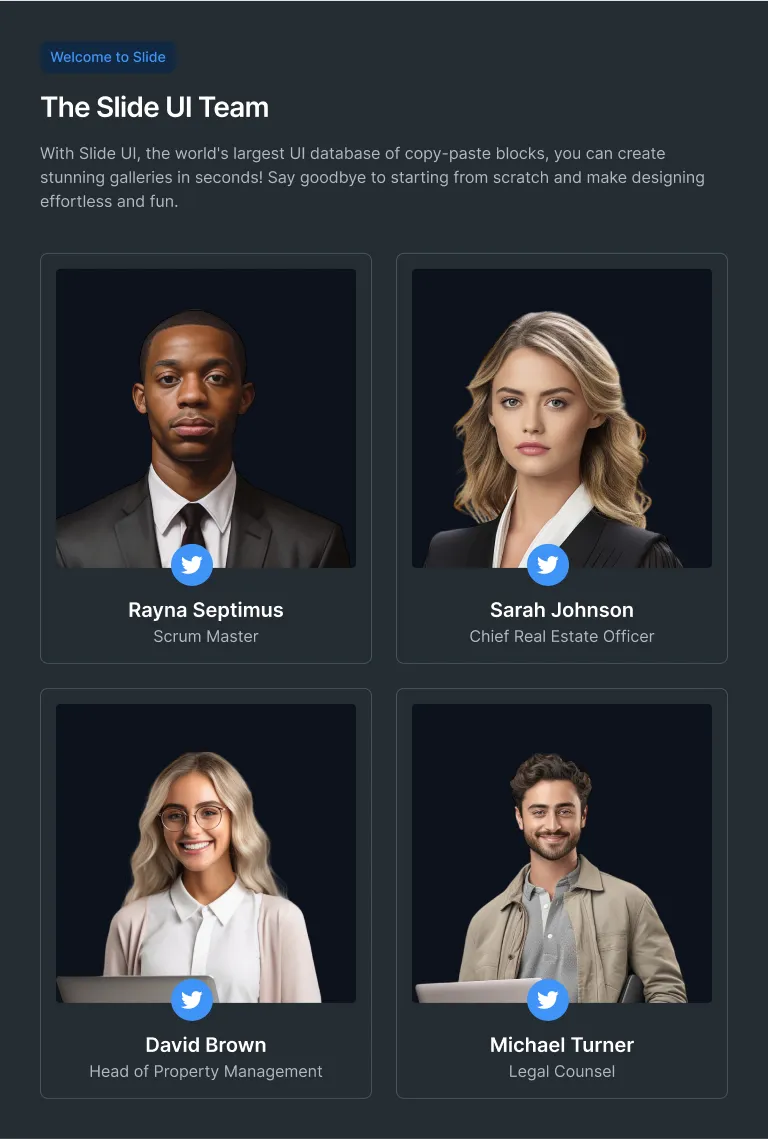 Welcome to Slide
The Slide UI Team
With Slide UI, the world's largest UI database of copy-paste blocks, you can create
stunning galleries in seconds! Say goodbye to starting from scratch and make designing
effortless and fun.
Rayna Septimus
Scrum Master
Sarah Johnson
Chief Real Estate Officer
David Brown
Head of Property Management
Michael Turner
Legal Counsel